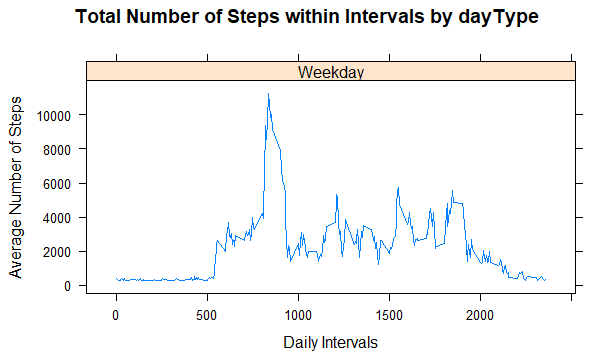 Total Number of Steps within Intervals by dayType
Weekday
Average Number of Steps
10000
8000
6000
4000
2000
0
0 500 1000 1500 2000
Daily Intervals